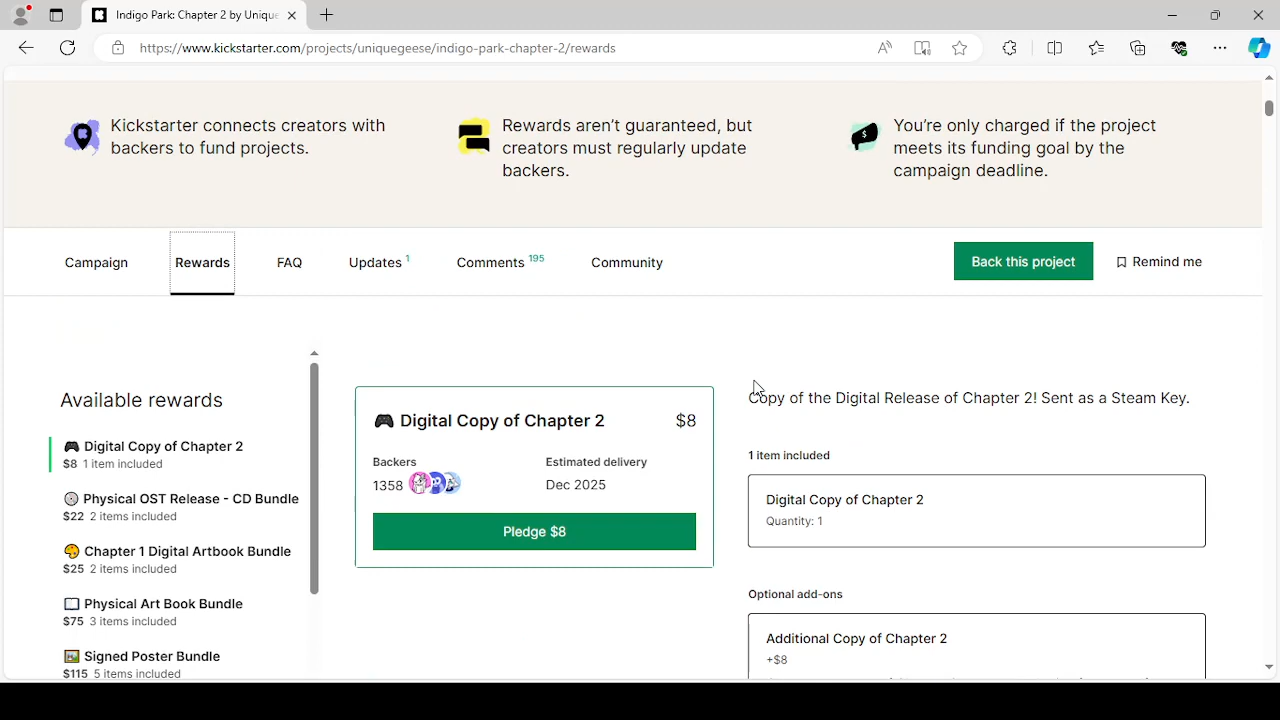 Indigo Park: Chapter 2 by Unique
https://www.kickstarter.com/projects/uniquegeese/indigo-park-chapter-2/rewards
Kickstarter connects creators with
backers to fund projects.
Rewards aren't guaranteed, but
creators must regularly update
backers.
You're only charged if the project
meets its funding goal by the
campaign deadline.
Campaign
Rewards
FAQ
Updates 1
Comments 195
Community
Back this project
Remind me
Available rewards
Digital Copy of Chapter 2
$8 1 item included
Physical OST Release - CD Bundle
$22 2 items included
Chapter 1 Digital Artbook Bundle
$25 2 items included
Physical Art Book Bundle
$75 3 items included
Signed Poster Bundle
$115 5 items included
Digital Copy of Chapter 2 $8
Backers
1358
Estimated delivery
Dec 2025
Pledge $8
Copy of the Digital Release of Chapter 2! Sent as a Steam Key.
1 item included
Digital Copy of Chapter 2
Quantity: 1
Optional add-ons
Additional Copy of Chapter 2
+$8